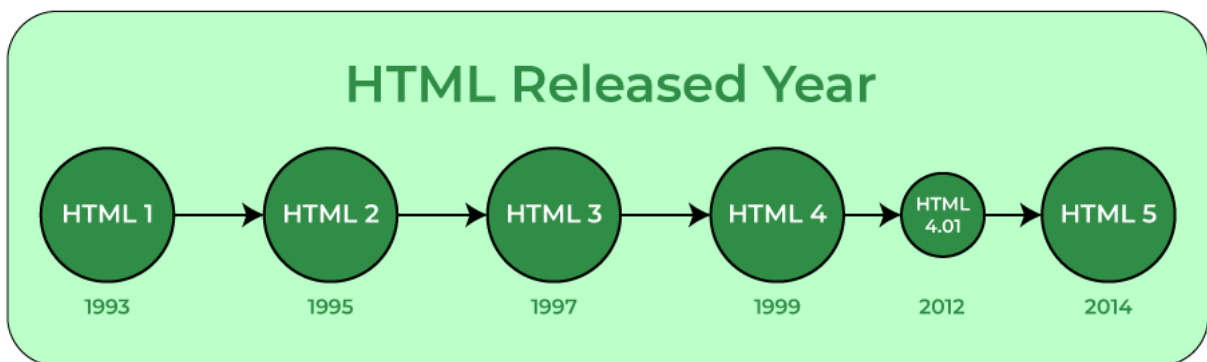 HTML Released Year
HTML 1
HTML 2
HTML 3
HTML 4
HTML
4.01
HTML 5
1993
1995
1997
1999
2012
2014